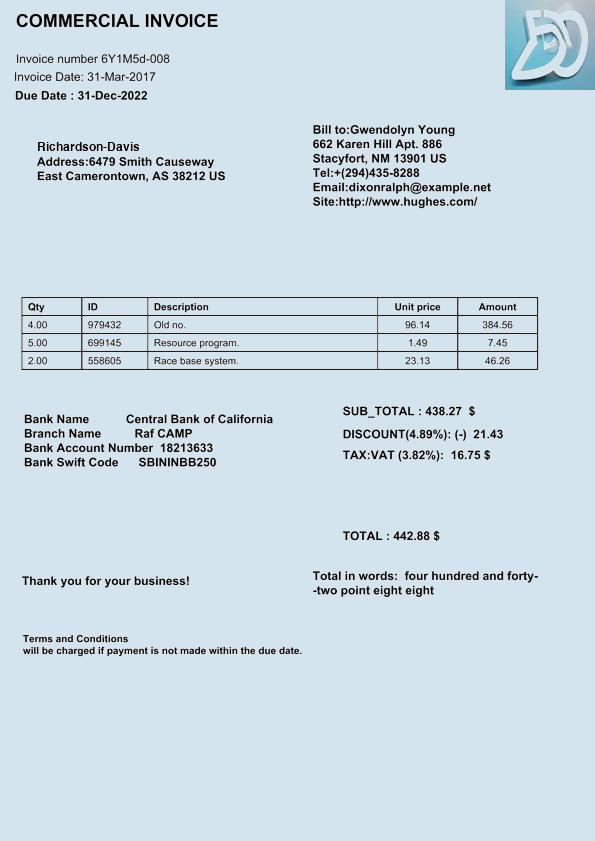 COMMERCIAL INVOICE
Invoice number 6Y1M5d-008
Invoice Date: 31-Mar-2017
Due Date : 31-Dec-2022
Richardson-Davis
Address:6479 Smith Causeway
East Camerontown, AS 38212 US
Bill to:Gwendolyn Young
662 Karen Hill Apt. 886
Stacyfort, NM 13901 US
Tel:+(294)435-8288
Email:dixonralph@example.net
Site:http://www.hughes.com/
Qty ID Description Unit price Amount
4.00 979432 Old no. 96.14 384.56
5.00 699145 Resource program. 1.49 7.45
2.00 558605 Race base system. 23.13 46.26
Bank Name Central Bank of California
Branch Name Raf CAMP
Bank Account Number 18213633
Bank Swift Code SBININBB250
SUB_TOTAL : 438.27 $
DISCOUNT(4.89%): (-) 21.43
TAX:VAT (3.82%): 16.75 $
TOTAL : 442.88 $
Thank you for your business!
Total in words: four hundred and forty-
-two point eight eight
Terms and Conditions
will be charged if payment is not made within the due date.